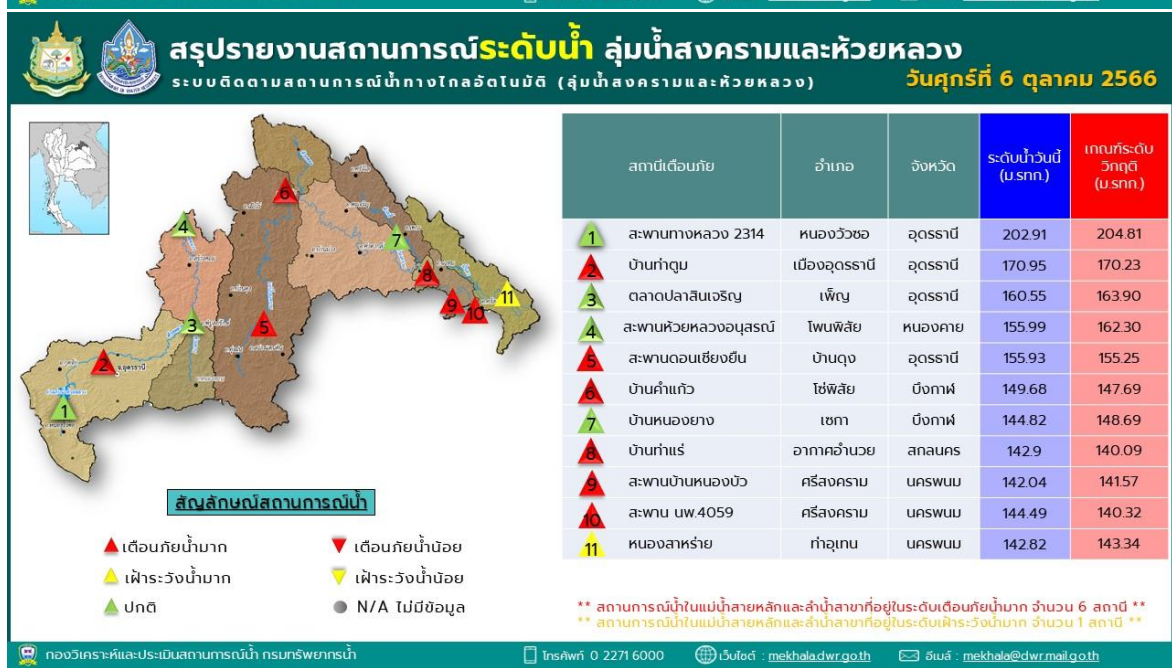 สรุปรายงานสถานการณ์ระดับน้ำ ลุ่มน้ำสงครามและห้วยหลวง
ระบบติดตามสถานการณ์น้ำทางไกลอัตโนมัติ (ลุ่มน้ำสงครามและห้วยหลวง)
วันศุกร์ที่ 6 ตุลาคม 2566
สถานีเตือนภัย อำเภอ จังหวัด ระดับน้ำวันนี้ (ม.รทก.) เกณฑ์ระดับวิกฤติ (ม.รทก.)
1 สะพานทางหลวง 2314 หนองวัวซอ อุดรธานี 202.91 204.81
2 บ้านท่าตูม เมืองอุดรธานี อุดรธานี 170.95 170.23
3 ตลาดปลาสินเจริญ เพ็ญ อุดรธานี 160.55 163.90
4 สะพานห้วยหลวงอนุสรณ์ โพนพิสัย หนองคาย 155.99 162.30
5 สะพานดอนเชียงยืน บ้านดุง อุดรธานี 155.93 155.25
6 บ้านคำแก้ว โซ่พิสัย บึงกาฬ 149.68 147.69
7 บ้านหนองยาง เซกา บึงกาฬ 144.82 148.69
8 บ้านท่าแร่ อากาศอำนวย สกลนคร 142.9 140.09
9 สะพานบ้านหนองบัว ศรีสงคราม นครพนม 142.04 141.57
10 สะพาน นพ.4059 ศรีสงคราม นครพนม 144.49 140.32
11 หนองสาหร่าย ท่าอุเทน นครพนม 142.82 143.34
6
4
7
8
11
9
10
3
5
2
1
สัญลักษณ์สถานการณ์น้ำ
เตือนภัยน้ำมาก เตือนภัยน้ำน้อย
เฝ้าระวังน้ำมาก เฝ้าระวังน้ำน้อย
ปกติ N/A ไม่มีข้อมูล
** สถานการณ์น้ำในแม่น้ำสายหลักและลำน้ำสาขาที่อยู่ในระดับเตือนภัยน้ำมาก จำนวน 6 สถานี **
** สถานการณ์น้ำในแม่น้ำสายหลักและลำน้ำสาขาที่อยู่ในระดับเฝ้าระวังน้ำมาก จำนวน 1 สถานี **
กองวิเคราะห์และประเมินสถานการณ์น้ำ กรมทรัพยากรน้ำ โทรศัพท์ 0 2271 6000 เว็บไซต์ : mekhala.dwr.go.th อีเมล์ : mekhala@dwr.mail.go.th